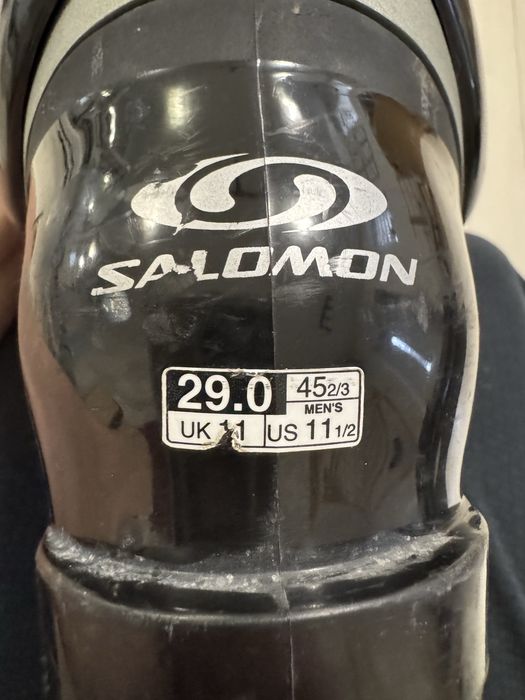 SALOMON
29.0 45 2/3
MEN'S
UK 11 US 11 1/2